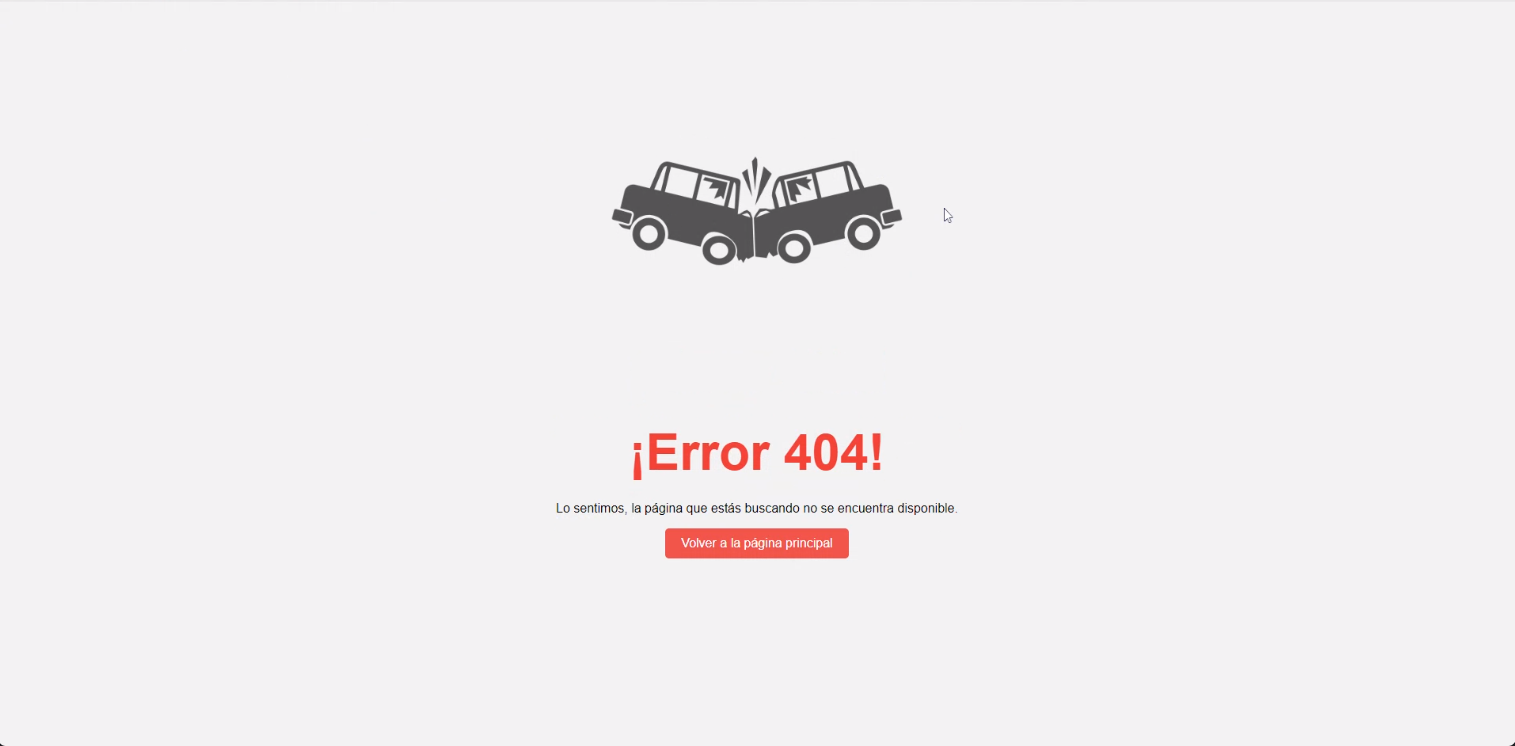 ¡Error 404!
Lo sentimos, la página que estás buscando no se encuentra disponible.
Volver a la página principal